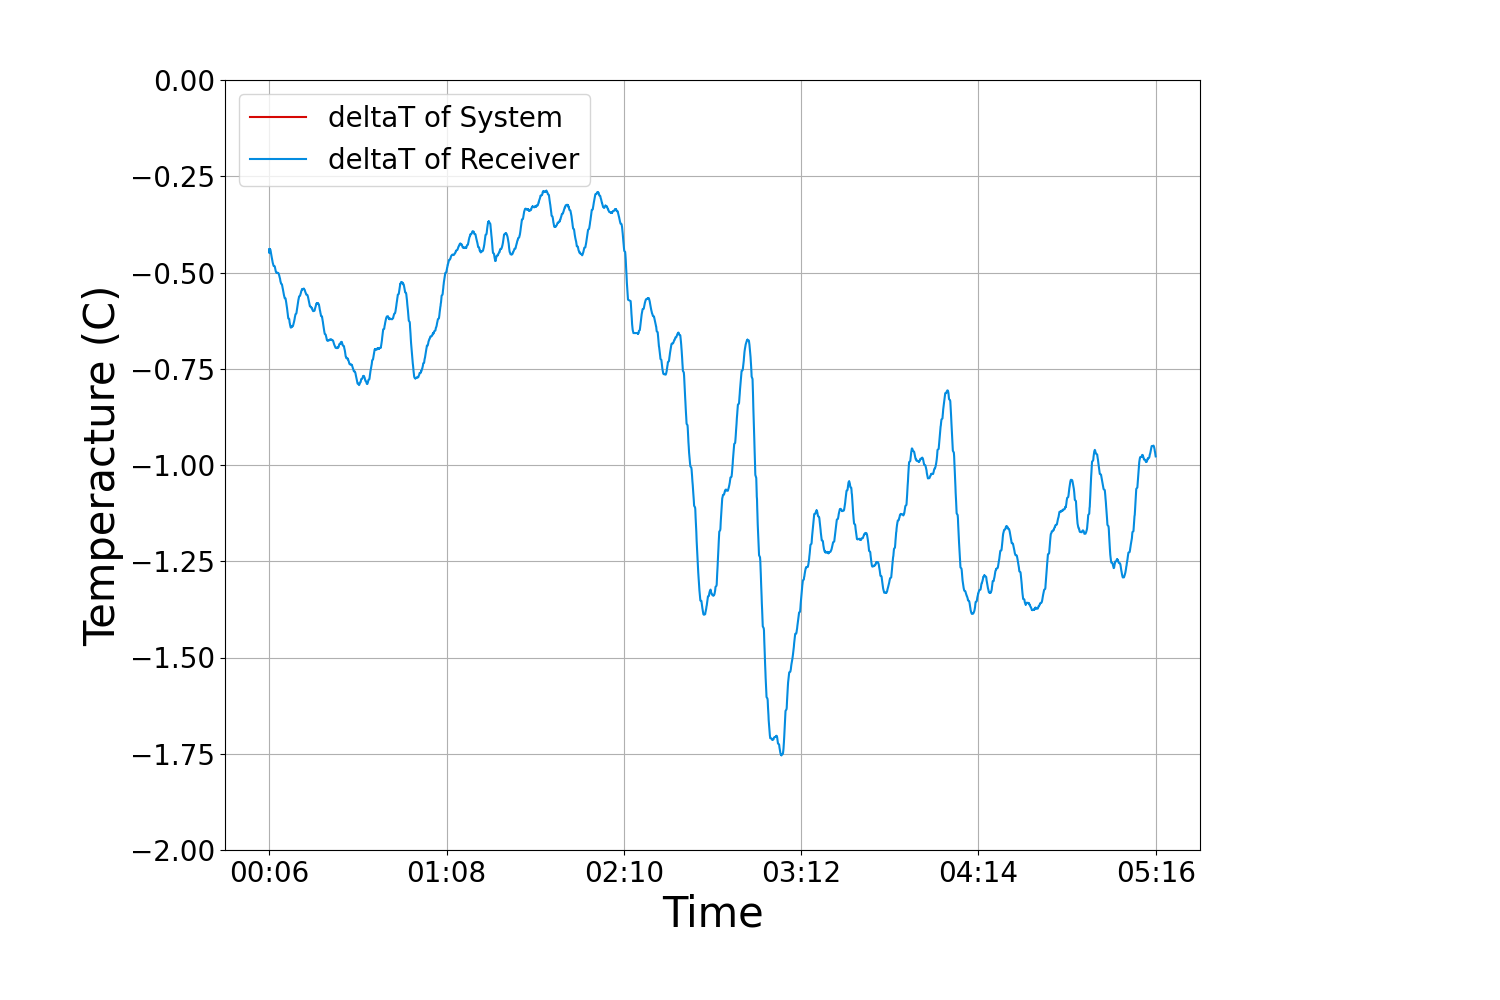 0.00
deltaT of System
deltaT of Receiver
−0.25
−0.50
−0.75
−1.00
−1.25
−1.50
−1.75
−2.00
Temperacture (C)
00:06 01:08 02:10 03:12 04:14 05:16
Time